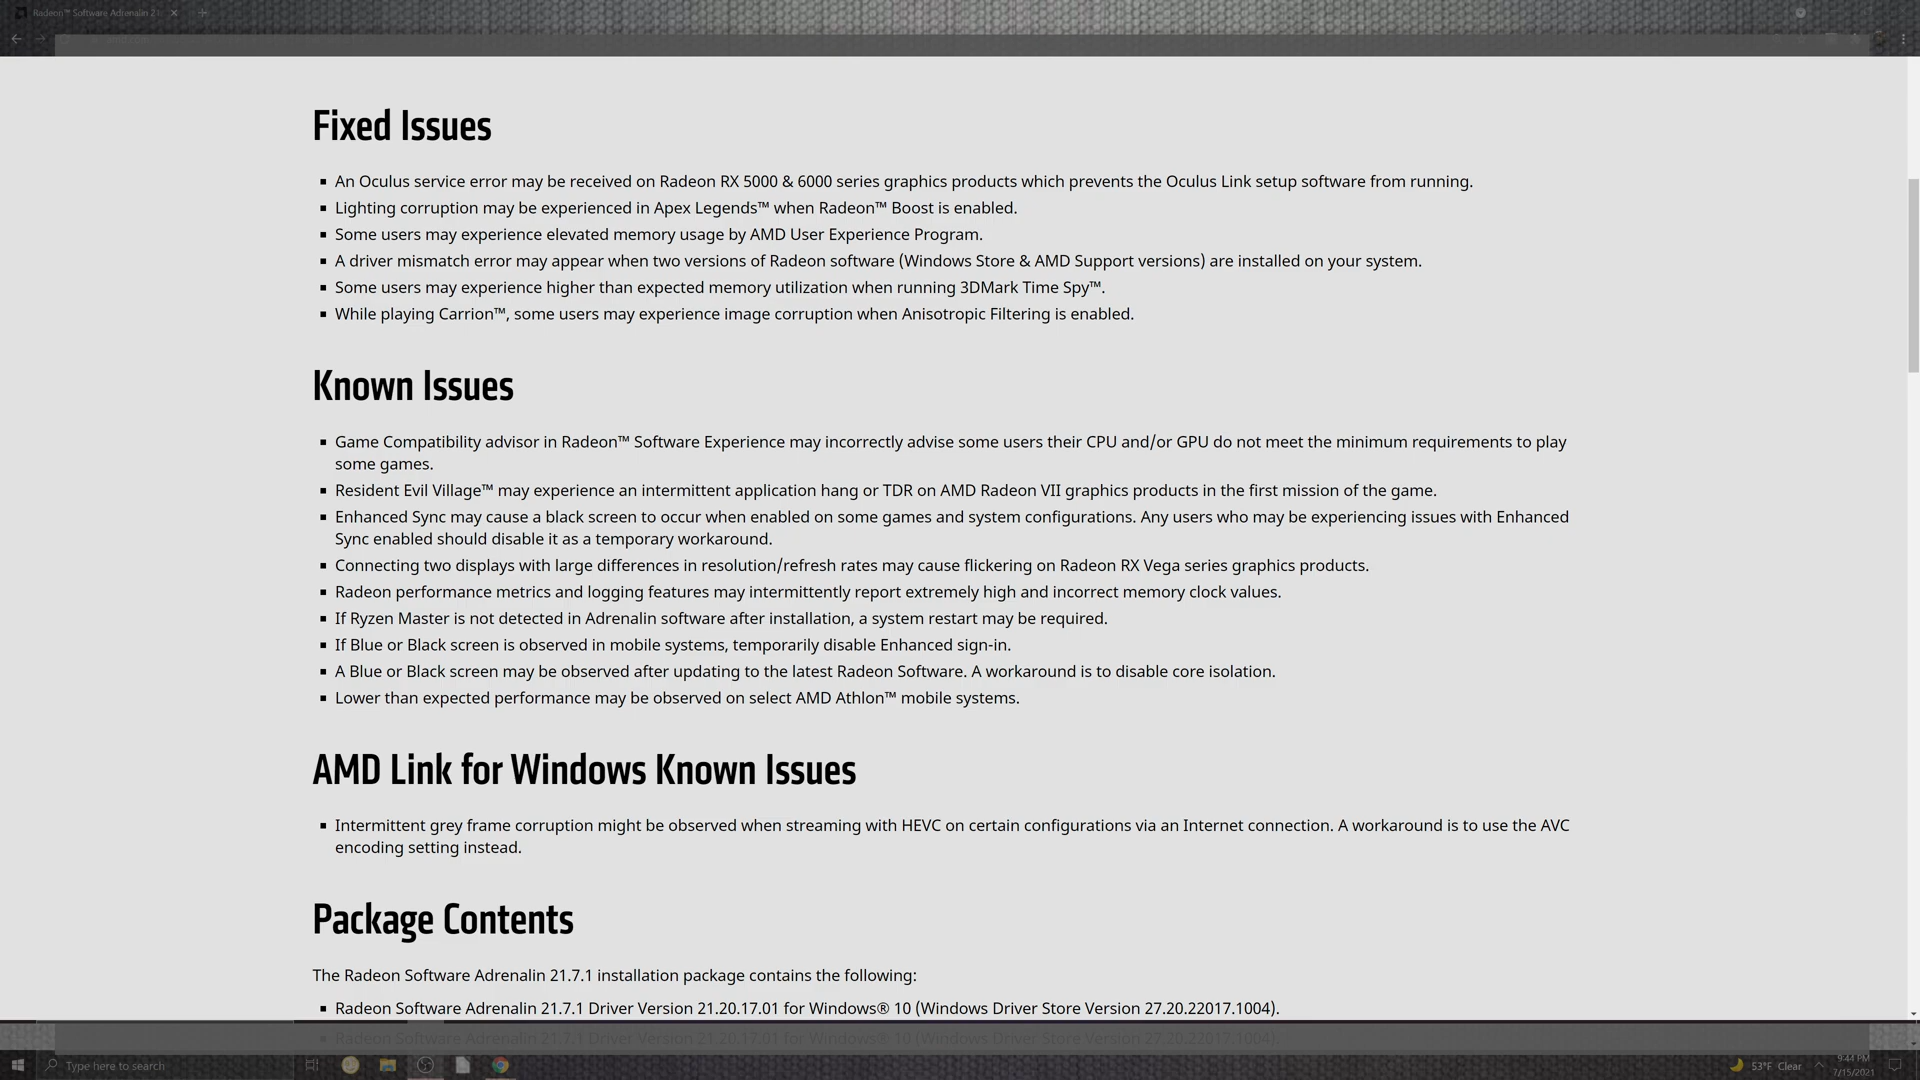 Radeon™ Software Adrenalin 21
Fixed Issues
An Oculus service error may be received on Radeon RX 5000 & 6000 series graphics products which prevents the Oculus Link setup software from running.
Lighting corruption may be experienced in Apex Legends™ when Radeon™ Boost is enabled.
Some users may experience elevated memory usage by AMD User Experience Program.
A driver mismatch error may appear when two versions of Radeon software (Windows Store & AMD Support versions) are installed on your system.
Some users may experience higher than expected memory utilization when running 3DMark Time Spy™.
While playing Carrion™, some users may experience image corruption when Anisotropic Filtering is enabled.
Known Issues
Game Compatibility advisor in Radeon™ Software Experience may incorrectly advise some users their CPU and/or GPU do not meet the minimum requirements to play
some games.
Resident Evil Village™ may experience an intermittent application hang or TDR on AMD Radeon VII graphics products in the first mission of the game.
Enhanced Sync may cause a black screen to occur when enabled on some games and system configurations. Any users who may be experiencing issues with Enhanced
Sync enabled should disable it as a temporary workaround.
Connecting two displays with large differences in resolution/refresh rates may cause flickering on Radeon RX Vega series graphics products.
Radeon performance metrics and logging features may intermittently report extremely high and incorrect memory clock values.
If Ryzen Master is not detected in Adrenalin software after installation, a system restart may be required.
If Blue or Black screen is observed in mobile systems, temporarily disable Enhanced sign-in.
A Blue or Black screen may be observed after updating to the latest Radeon Software. A workaround is to disable core isolation.
Lower than expected performance may be observed on select AMD Athlon™ mobile systems.
AMD Link for Windows Known Issues
Intermittent grey frame corruption might be observed when streaming with HEVC on certain configurations via an Internet connection. A workaround is to use the AVC
encoding setting instead.
Package Contents
The Radeon Software Adrenalin 21.7.1 installation package contains the following:
Radeon Software Adrenalin 21.7.1 Driver Version 21.20.17.01 for Windows® 10 (Windows Driver Store Version 27.20.22017.1004).
Radeon Software Adrenalin 21.7.1 Driver Version 21.20.17.01 for Windows® 10 (Windows Driver Store Version 27.20.22017.1004).
Type here to search
53°F Clear
9:44 PM
7/15/2021